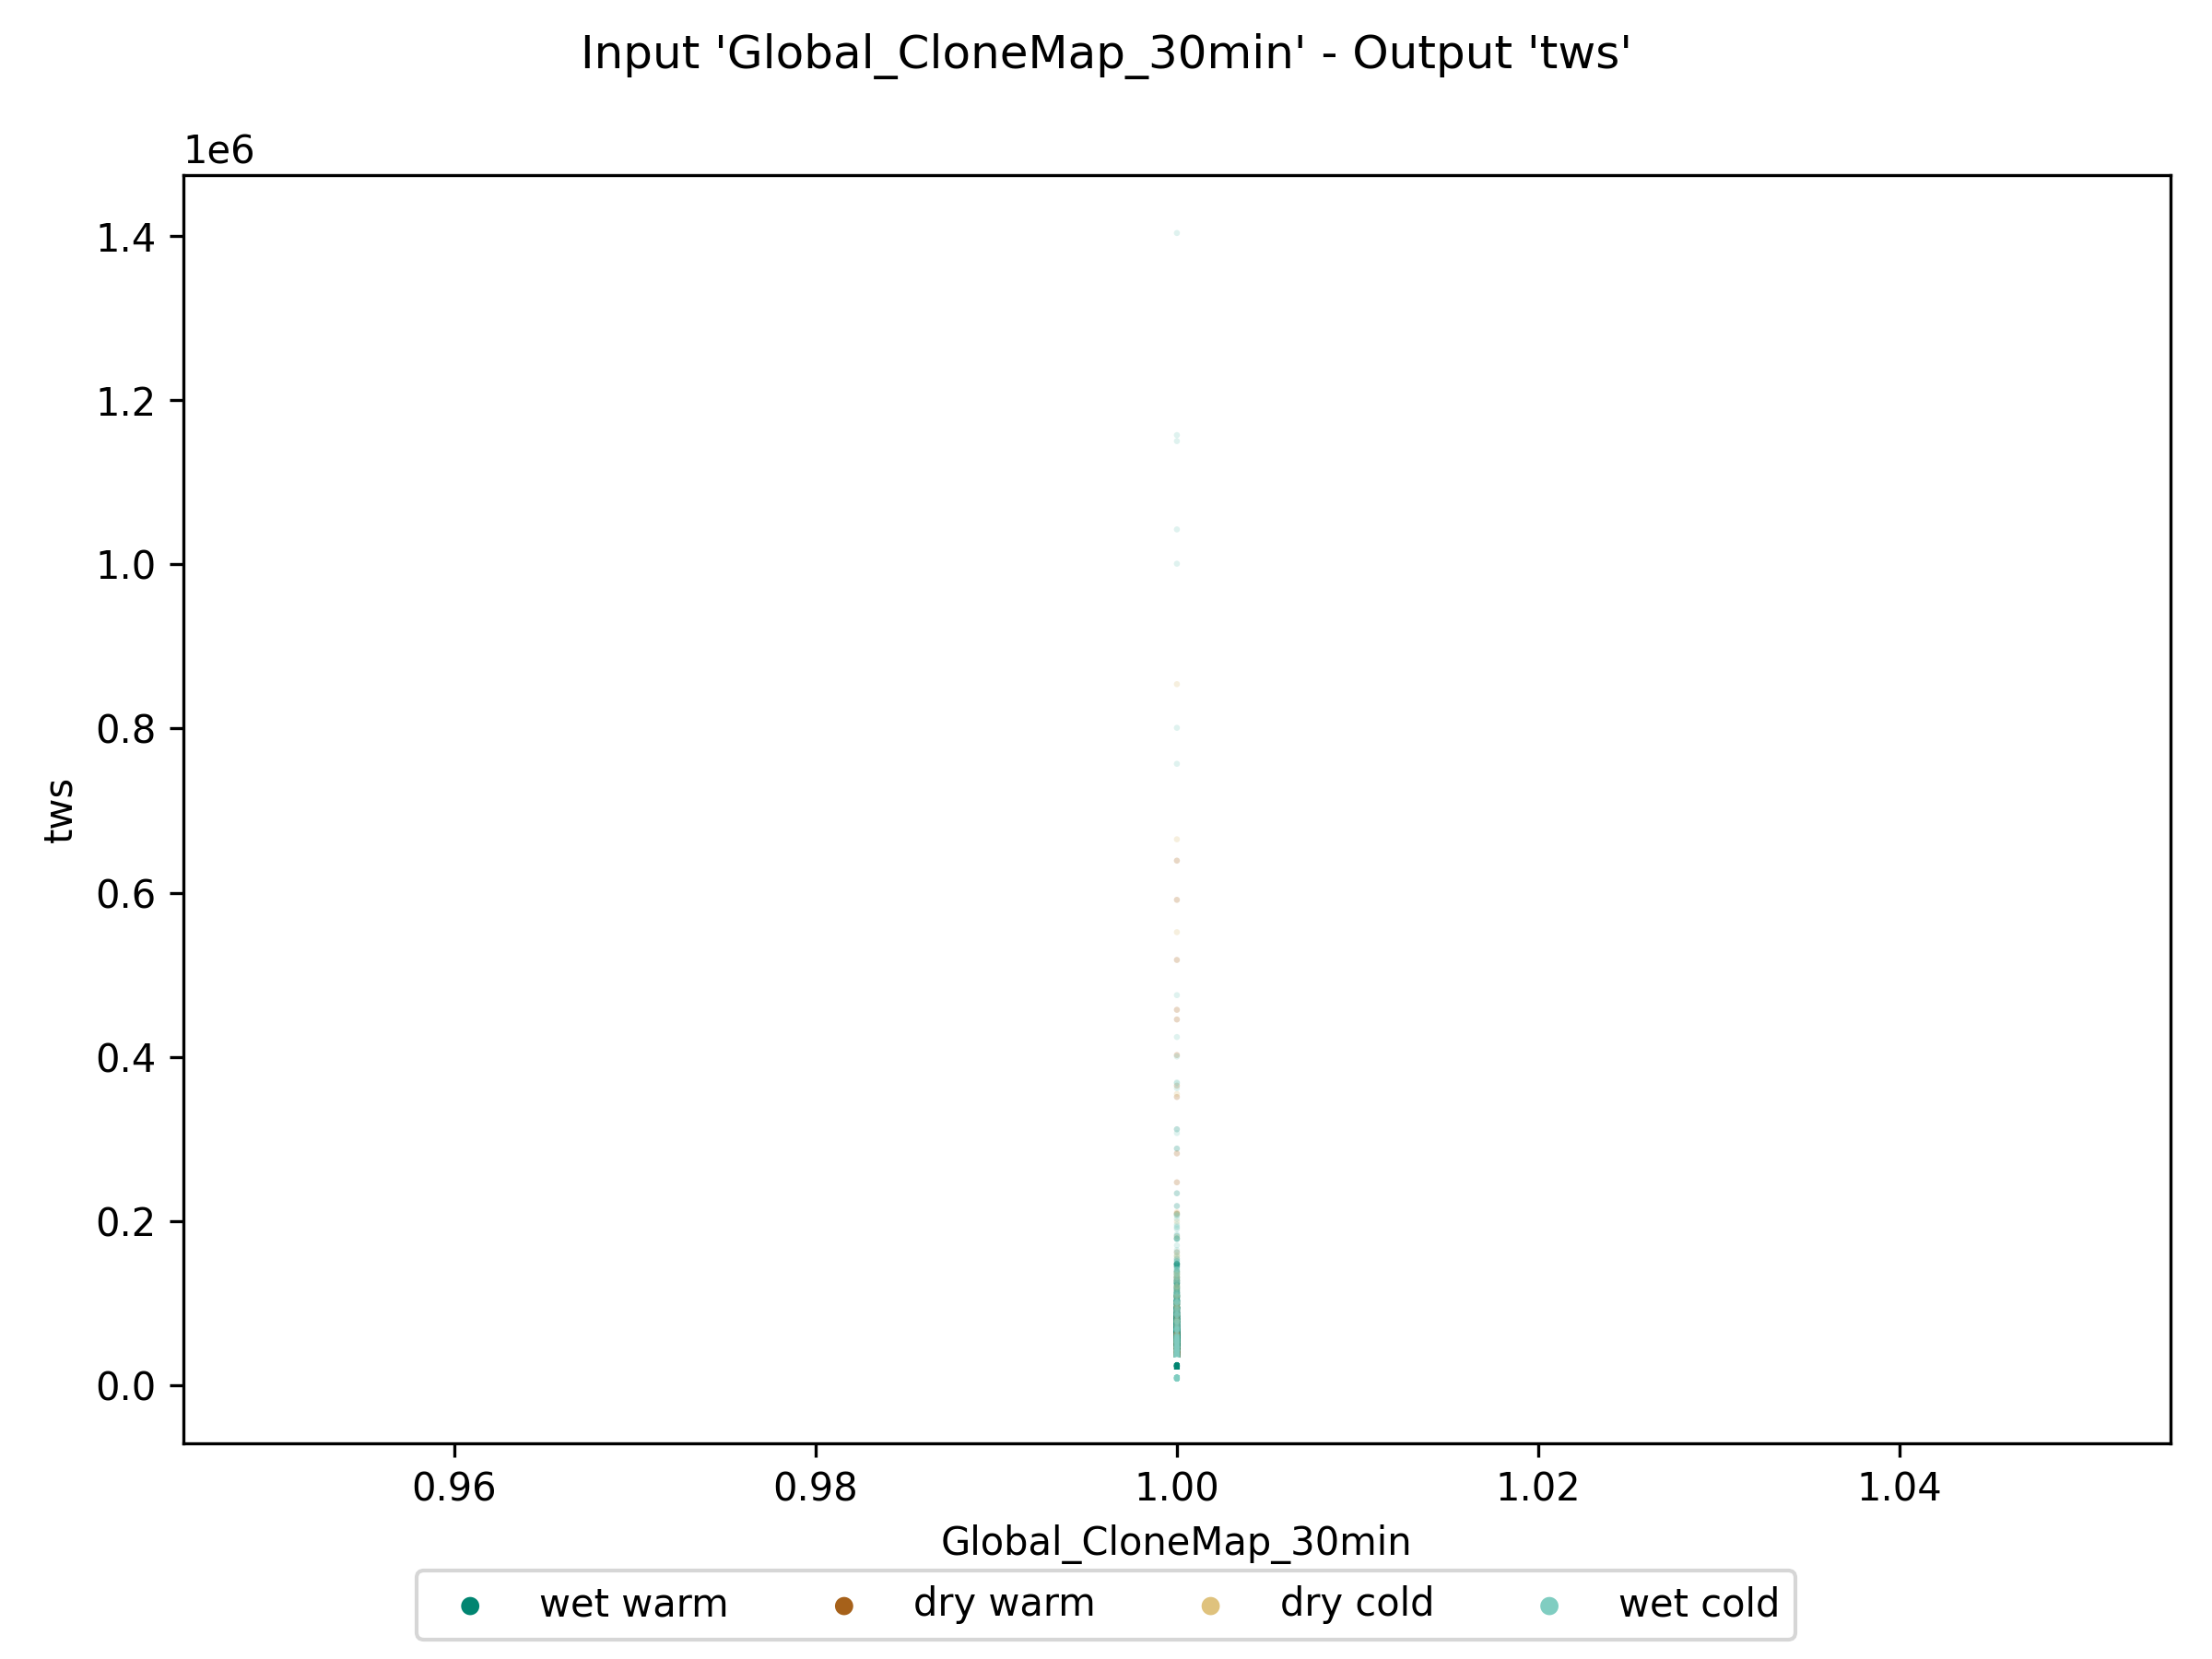 Input 'Global_CloneMap_30min' - Output 'tws'
1e6
1.4
1.2
1.0
0.8
0.6
0.4
0.2
0.0
tws
0.96 0.98 1.00 1.02 1.04
Global_CloneMap_30min
wet warm dry warm dry cold wet cold